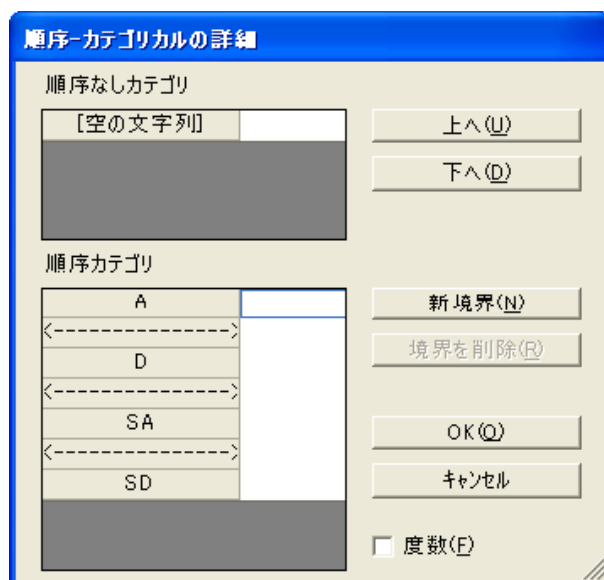 順序-カテゴリカルの詳細
順序なしカテゴリ
[空の文字列]
上へ(U)
下へ(D)
順序カテゴリ
A
<--------------->
D
<--------------->
SA
<--------------->
SD
新境界(N)
境界を削除(R)
OK(O)
キャンセル
度数(F)